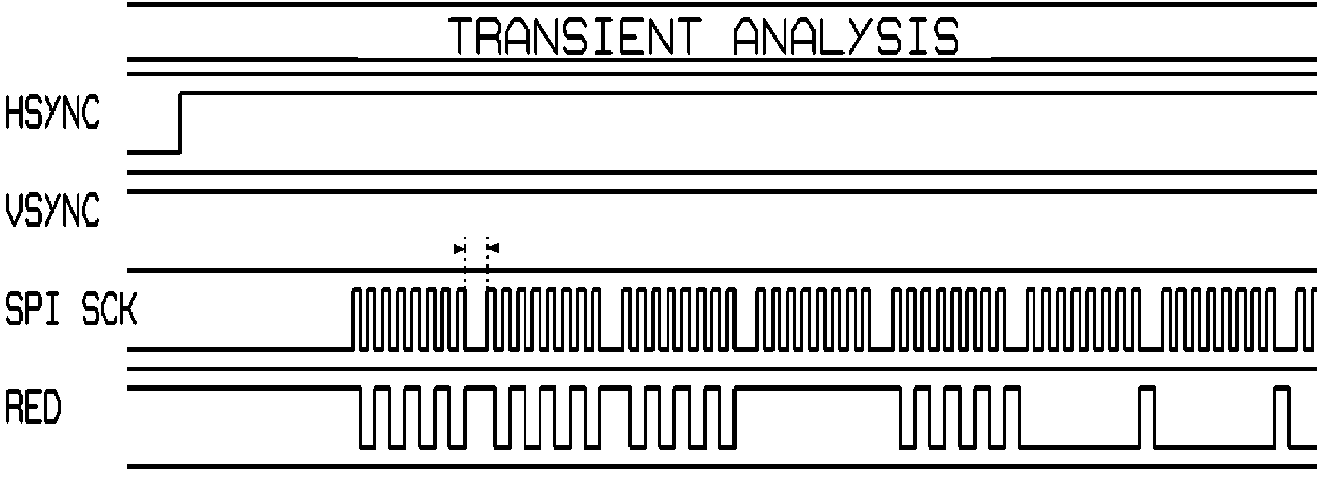 TRANSIENT ANALYSIS
HSYNC
VSYNC
SPI SCK
RED